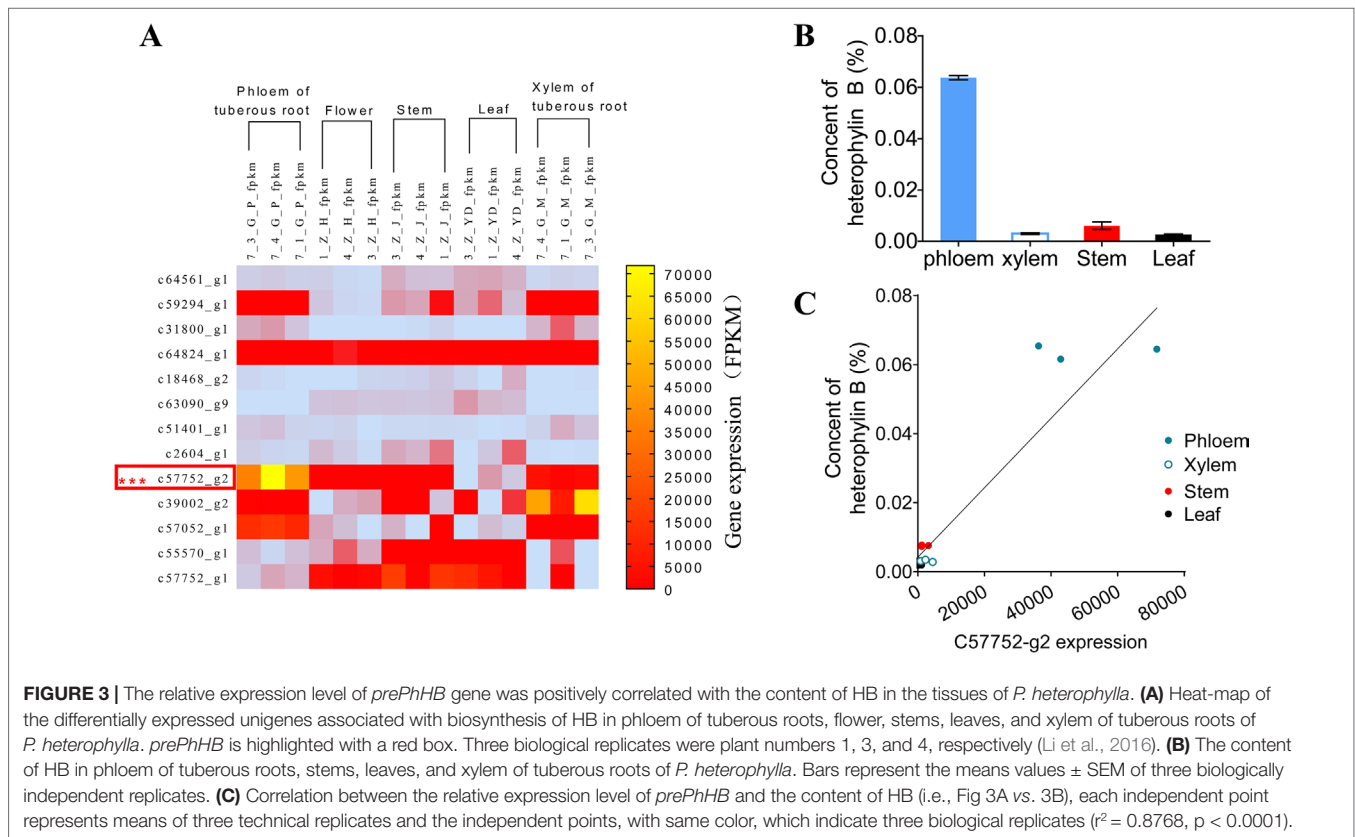 A
Phloem of
tuberous root
Flower
Stem
Leaf
Xylem of
tuberous root
7_3_G_P_fpkm
7_4_G_P_fpkm
7_1_G_P_fpkm
1_Z_H_fpkm
4_Z_H_fpkm
3_Z_H_fpkm
3_Z_J_fpkm
4_Z_J_fpkm
1_Z_J_fpkm
3_Z_YD_fpkm
1_Z_YD_fpkm
4_Z_YD_fpkm
7_4_G_M_fpkm
7_1_G_M_fpkm
7_3_G_M_fpkm
c64561_g1
c59294_g1
c31800_g1
c64824_g1
c18468_g2
c63090_g9
c51401_g1
c2604_g1
*** c57752_g2
c39002_g2
c57052_g1
c55570_g1
c57752_g1
70000
65000
60000
55000
50000
45000
40000
35000
30000
25000
20000
15000
10000
5000
0
Gene expression (FPKM)
B
Concent of
heterophylin B (%)
0.08
0.06
0.04
0.02
0.00
phloem
xylem
Stem
Leaf
C
Concent of
heterophylin B (%)
0.08
0.06
0.04
0.02
0.00
0
20000
40000
60000
80000
C57752-g2 expression
Phloem
Xylem
Stem
Leaf
FIGURE 3 | The relative expression level of prePhHB gene was positively correlated with the content of HB in the tissues of P. heterophylla. (A) Heat-map of
the differentially expressed unigenes associated with biosynthesis of HB in phloem of tuberous roots, flower, stems, leaves, and xylem of tuberous roots of
P. heterophylla. prePhHB is highlighted with a red box. Three biological replicates were plant numbers 1, 3, and 4, respectively (Li et al., 2016). (B) The content
of HB in phloem of tuberous roots, stems, leaves, and xylem of tuberous roots of P. heterophylla. Bars represent the means values ± SEM of three biologically
independent replicates. (C) Correlation between the relative expression level of prePhHB and the content of HB (i.e., Fig 3A vs. 3B), each independent point
represents means of three technical replicates and the independent points, with same color, which indicate three biological replicates (r² = 0.8768, p < 0.0001).